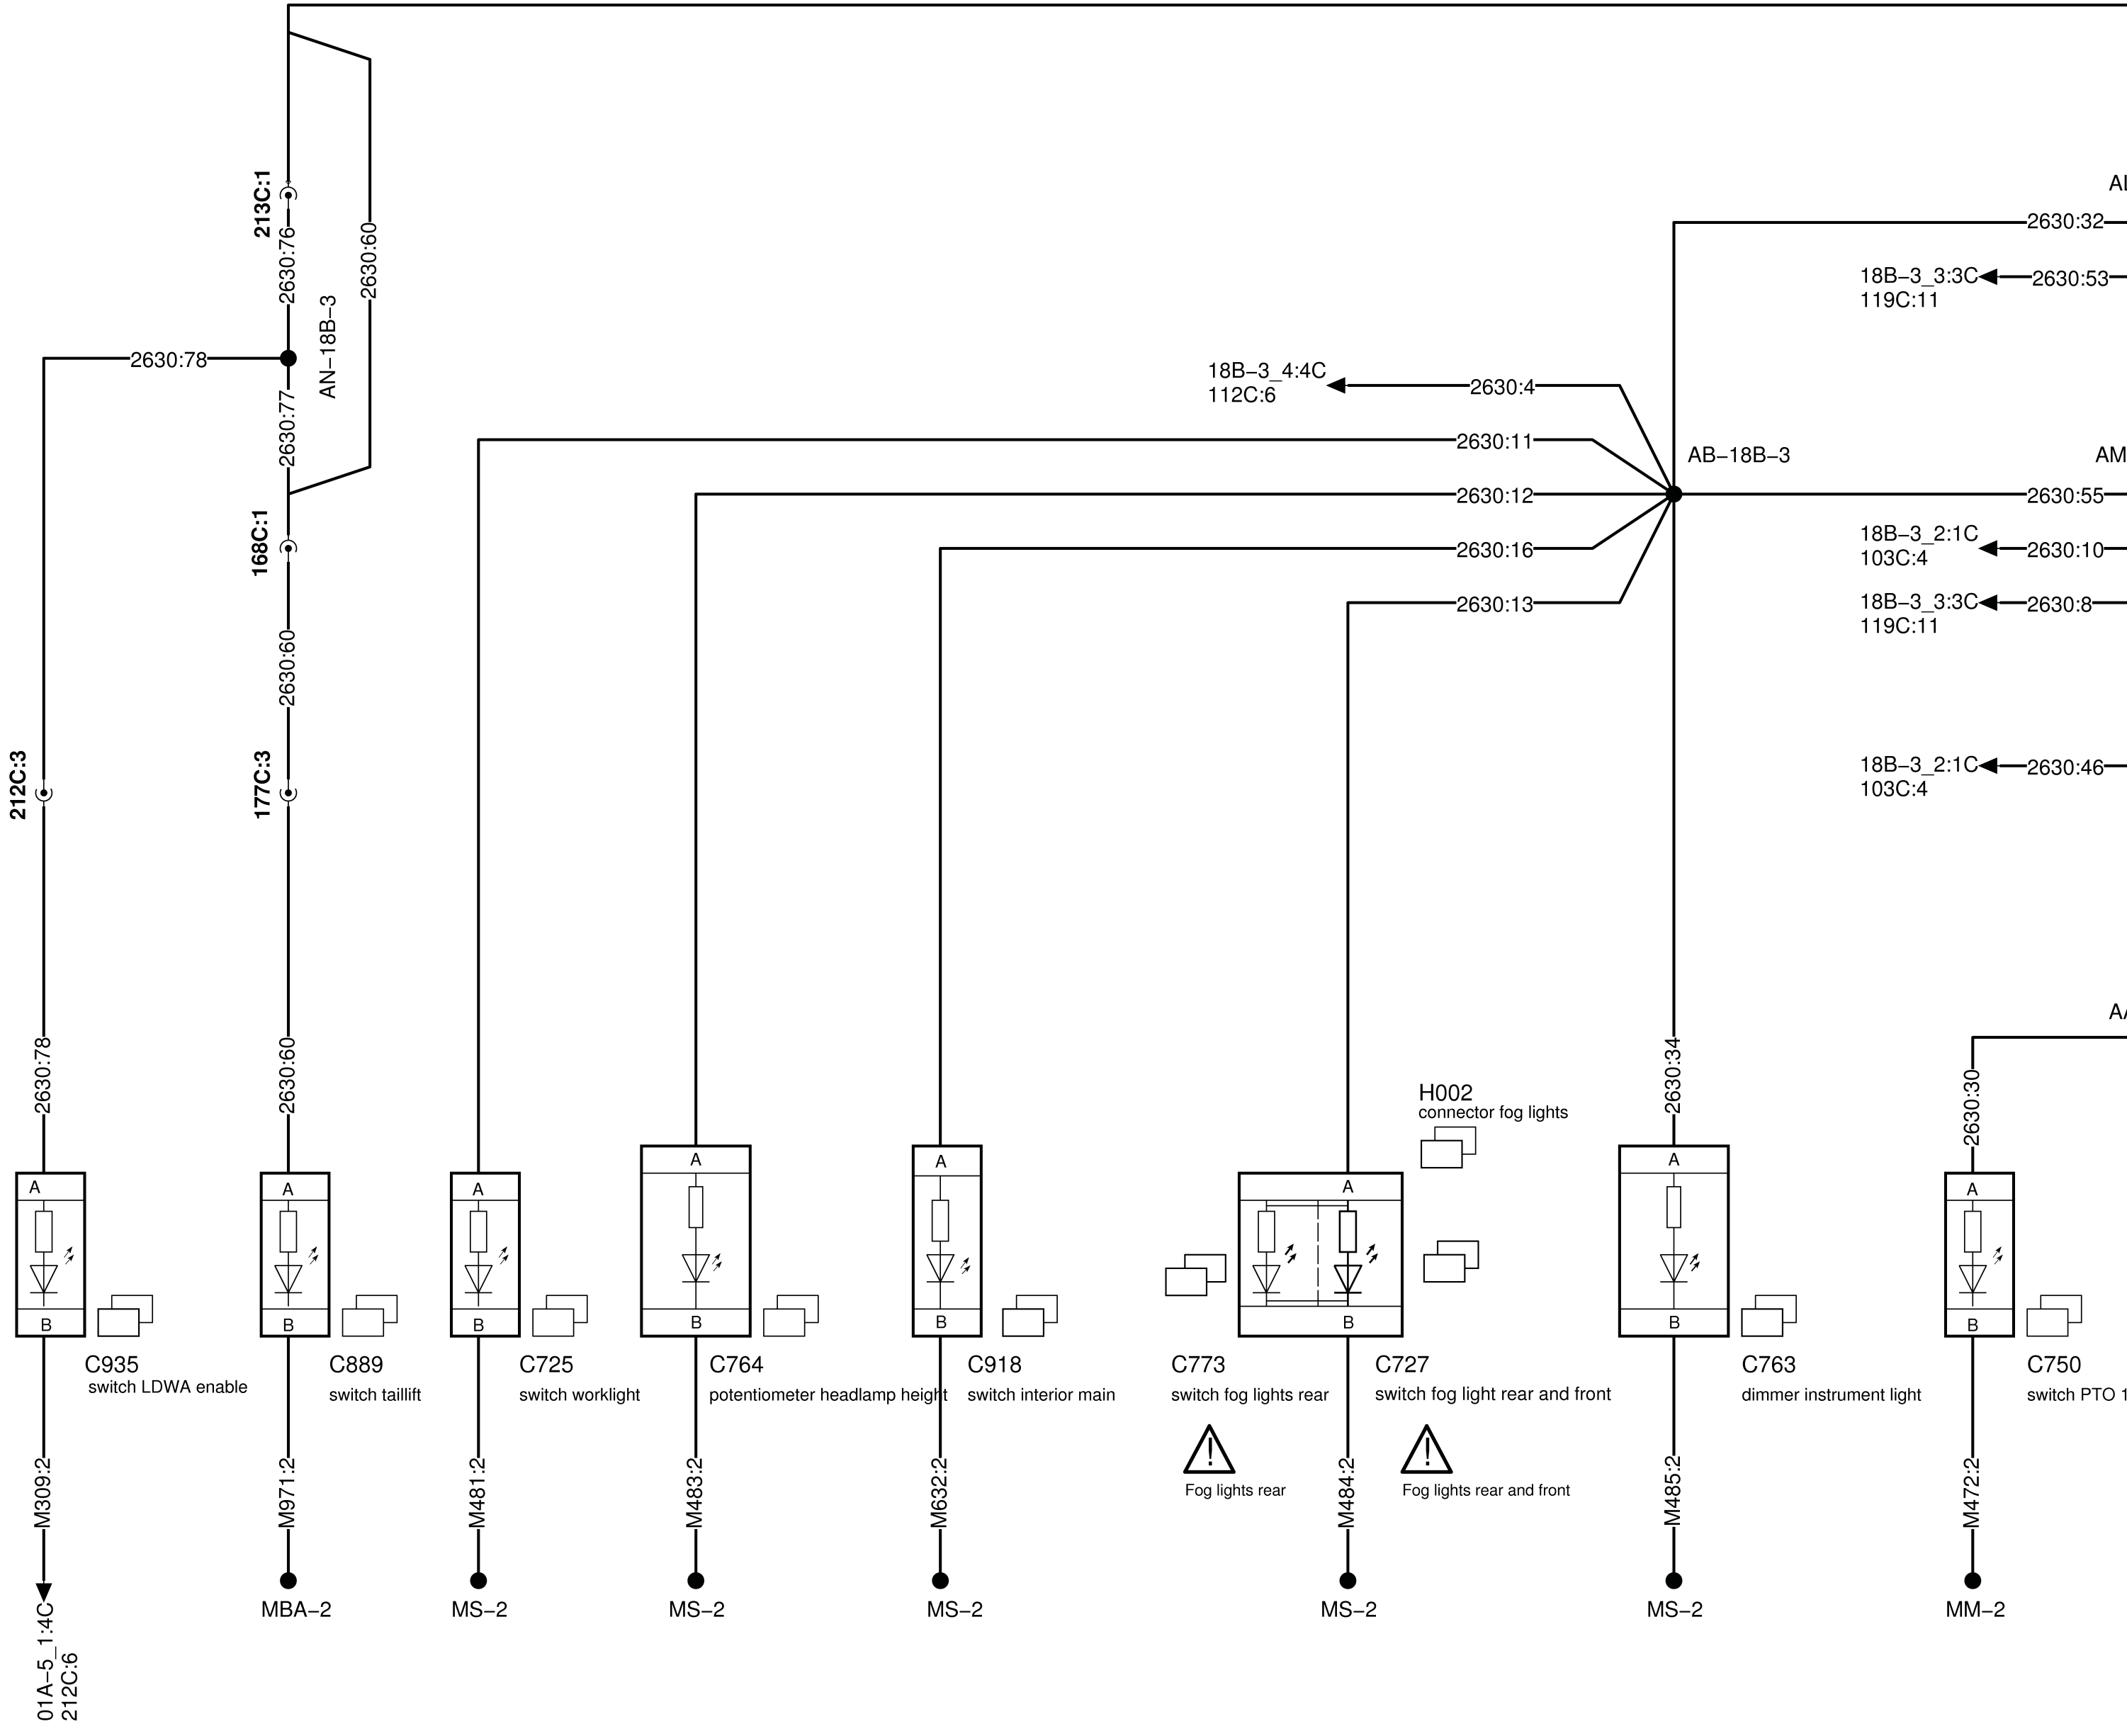 213C:1
2630:76
2630:60
AN-18B-3
2630:78
2630:77
168C:1
2630:60
212C:3
177C:3
2630:78
2630:60
2630:32
18B-3_3:3C
2630:53
119C:11
18B-3_4:4C
112C:6
2630:4
2630:11
AB-18B-3
2630:12
2630:55
2630:16
18B-3_2:1C
103C:4
2630:10
2630:13
18B-3_3:3C
119C:11
2630:8
18B-3_2:1C
103C:4
2630:46
2630:34
2630:30
H002
connector fog lights
A
B
C935
switch LDWA enable
M309:2
01A-5_1:4C
212C:6
A
B
C889
switch taillift
M971:2
MBA-2
A
B
C725
switch worklight
M481:2
MS-2
A
B
C764
potentiometer headlamp height
M483:2
MS-2
A
B
C918
switch interior main
M632:2
MS-2
A
B
C773
switch fog lights rear
!
Fog lights rear
M484:2
MS-2
C727
switch fog light rear and front
!
Fog lights rear and front
A
B
C763
dimmer instrument light
M485:2
MS-2
A
B
C750
switch PTO 1
M472:2
MM-2